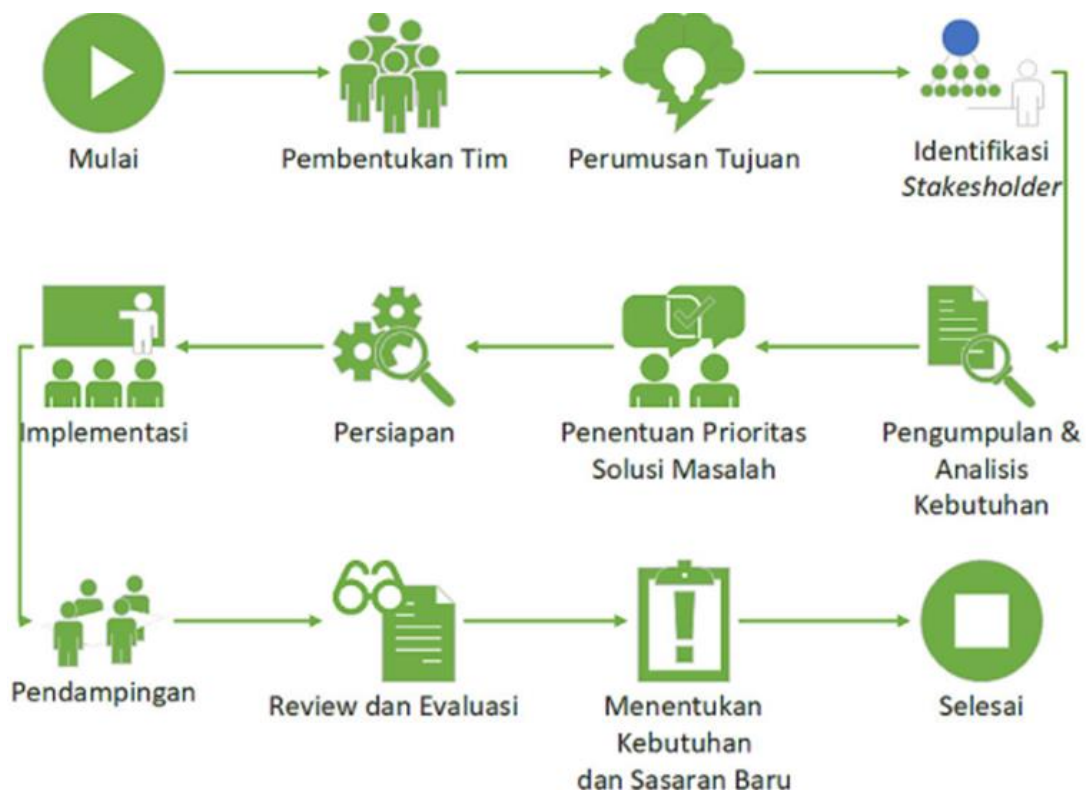 Mulai
Pembentukan Tim
Perumusan Tujuan
Identifikasi
Stakesholder
Pengumpulan &
Analisis
Kebutuhan
Penentuan Prioritas
Solusi Masalah
Persiapan
Implementasi
Pendampingan
Review dan Evaluasi
Menentukan
Kebutuhan
dan Sasaran Baru
Selesai